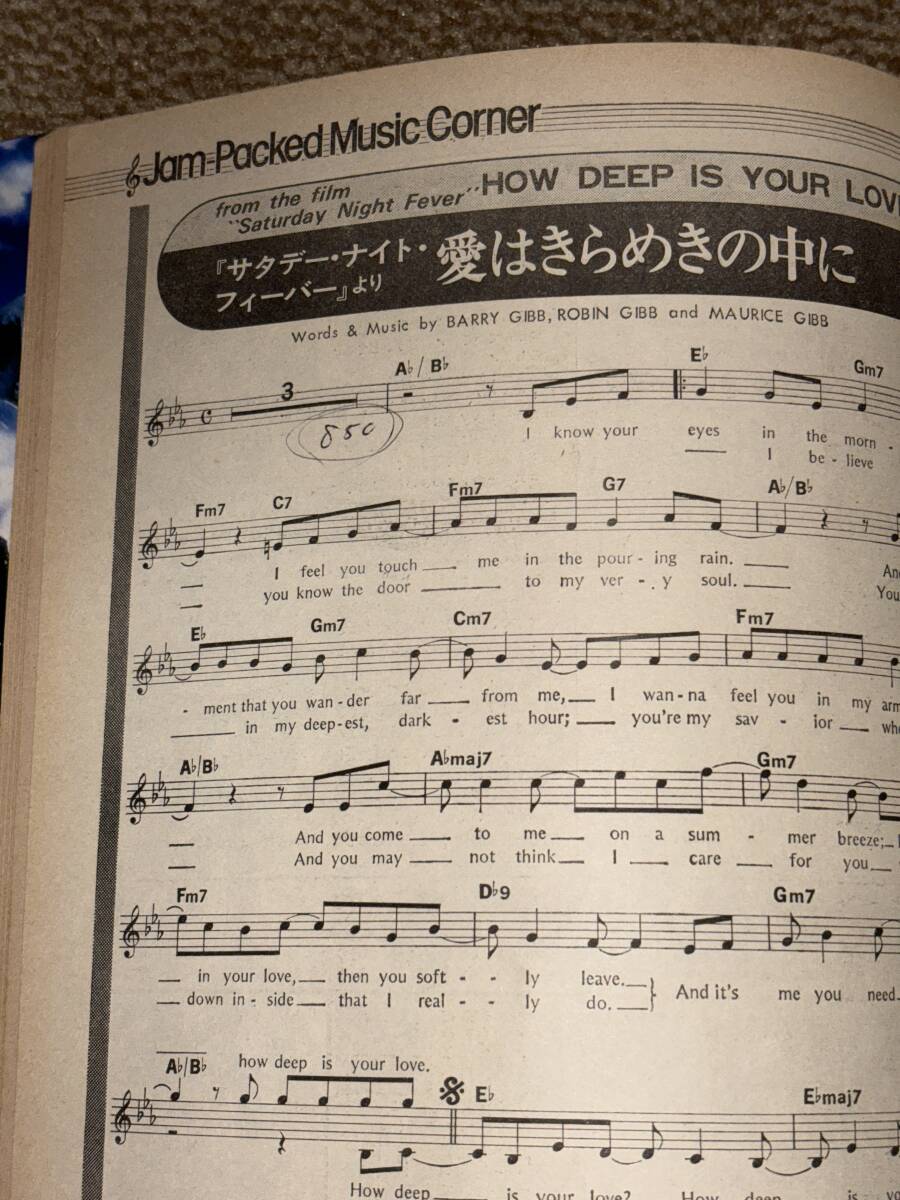 Jam-Packed Music Corner
from the film
"Saturday Night Fever"
HOW DEEP IS YOUR
『サタデー・ナイト・
フィーバー』より
愛はきらめきの中に
Words & Music by BARRY GIBB, ROBIN GIBB and MAURICE GIBB
3 A♭/B♭ E♭ Gm7
850
I know your eyes in the morn -
I be - lieve
Fm7 C7 Fm7 G7 A♭/B♭
I feel you touch me in the pour - ing rain.
you know the door to my ver - y soul. You
E♭ Gm7 Cm7 Fm7
- ment that you wan - der far from me, I wan - na feel you in my
in my deep - est, dark - est hour; you're my sav - ior
A♭/B♭ A♭maj7 Gm7
And you come to me on a sum - mer breeze;
And you may not think I care for you
Fm7 D♭9 Gm7
in your love, then you soft - - ly leave.
down in - side that I real - - ly do.
And it's me you need
A♭/B♭ how deep is your love.
E♭ E♭maj7
How deep is your love? How deep is